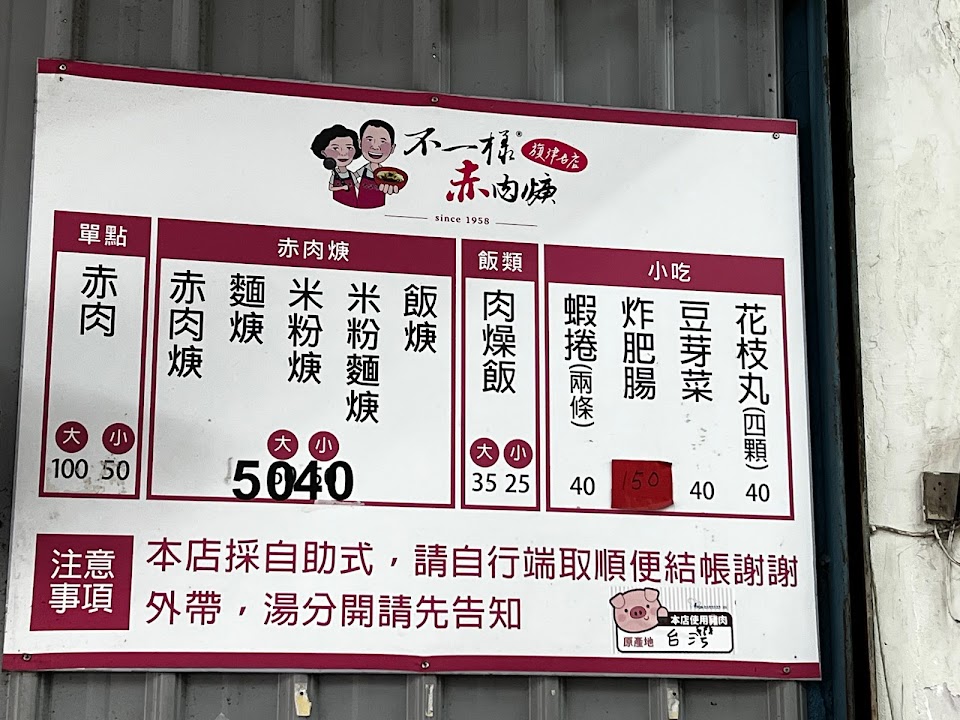 不一樣®
旗津老店
赤肉焿
since 1958
單點
赤肉
大 小
100 50
赤肉焿
赤肉焿
麵焿
米粉焿
米粉麵焿
飯焿
大 小
50 40
飯類
肉燥飯
大 小
35 25
小吃
蝦捲(兩條)
40
炸肥腸
150
豆芽菜
40
花枝丸(四顆)
40
注意
事項
本店採自助式，請自行端取順便結帳謝謝
外帶，湯分開請先告知
本店使用豬肉
原產地 台灣